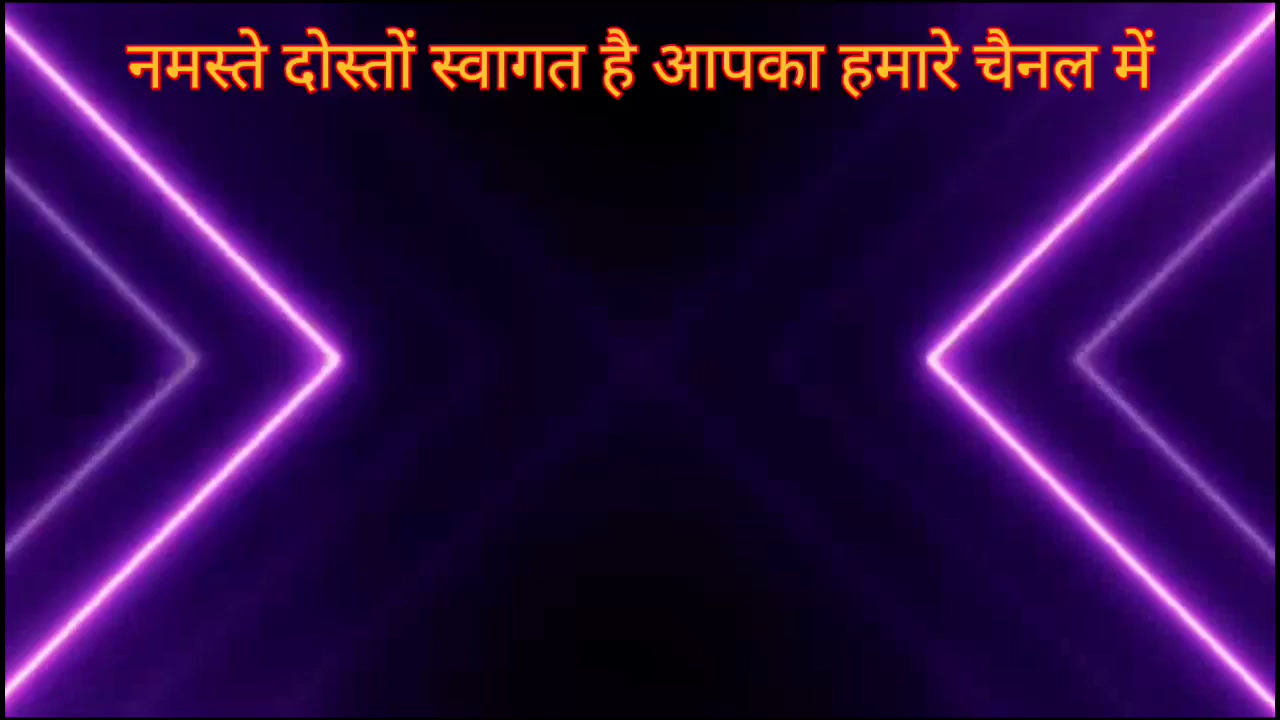 नमस्ते दोस्तों स्वागत है आपका हमारे चैनल में